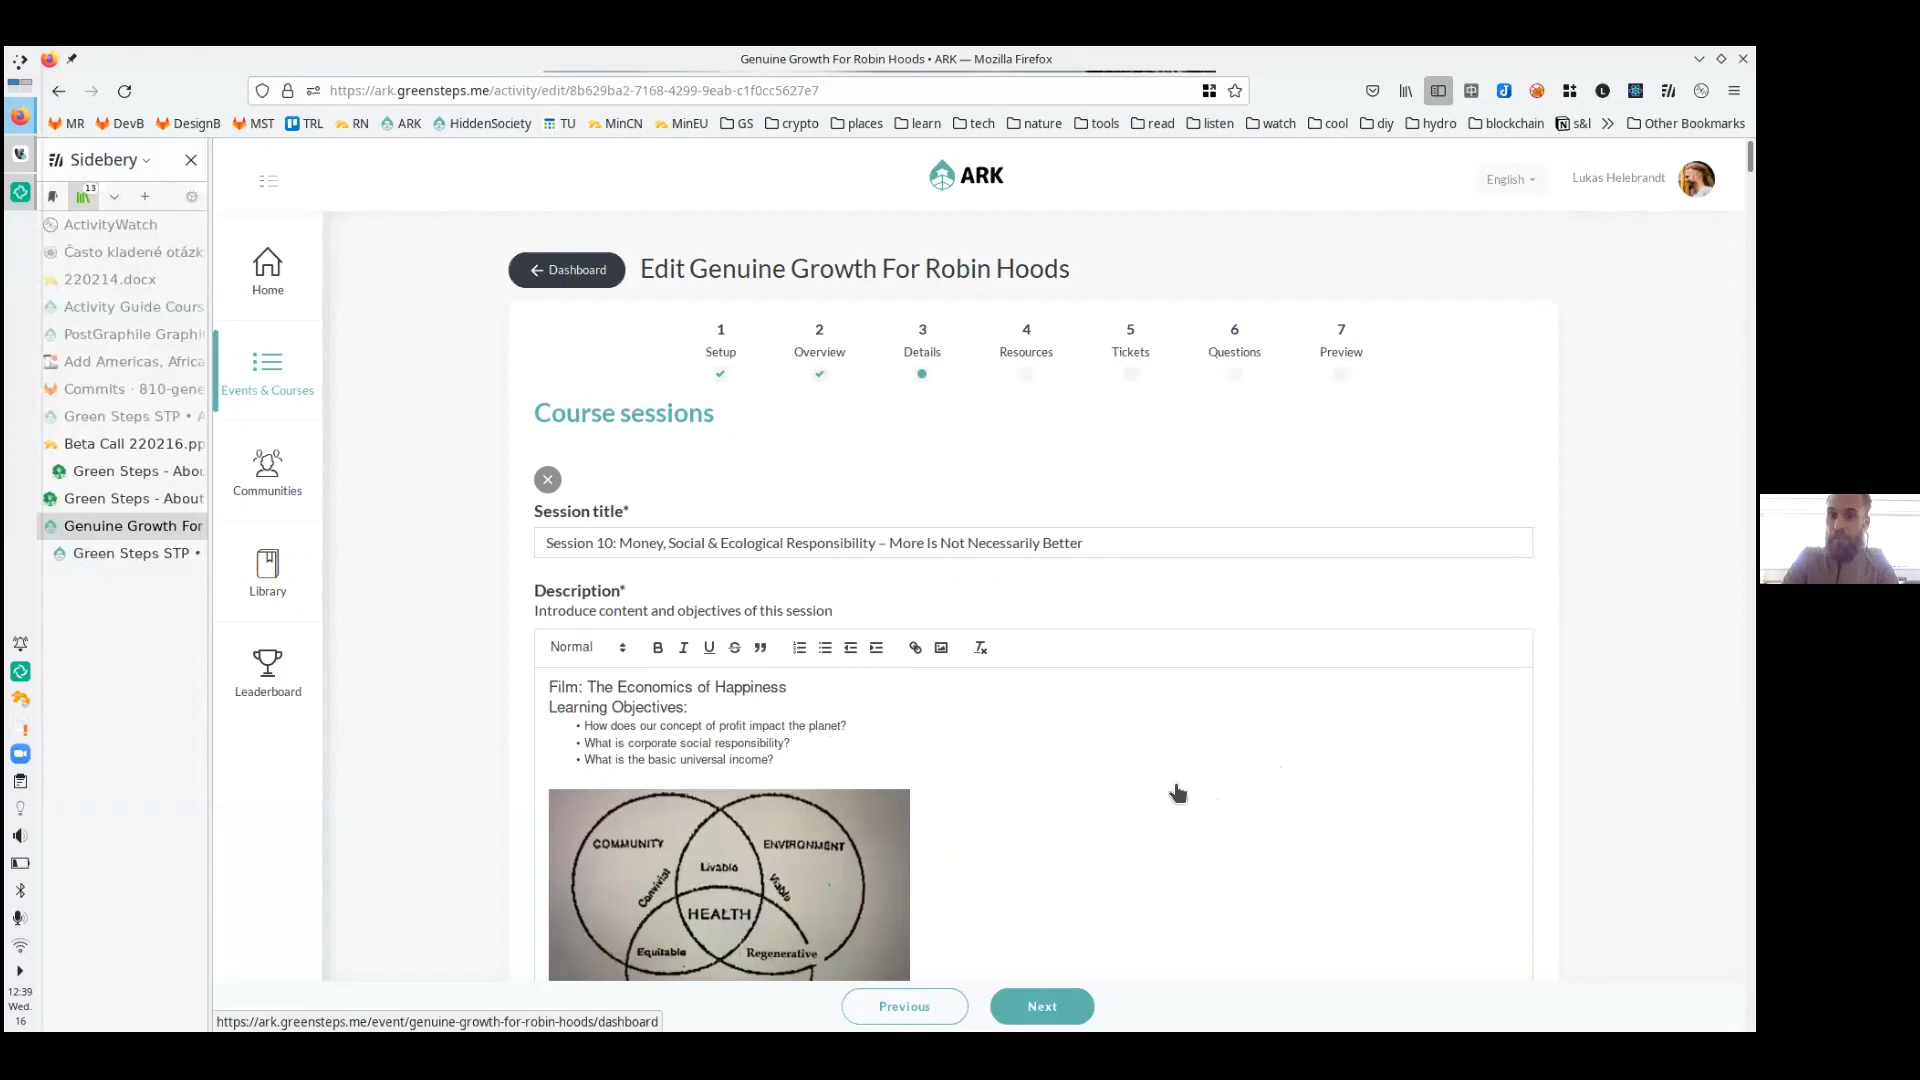 Genuine Growth For Robin Hoods • ARK — Mozilla Firefox
https://ark.greensteps.me/activity/edit/8b629ba2-7168-4299-9eab-c1f0cc5627e7
MR DevB DesignB MST TRL RN ARK HiddenSociety TU MinCN MinEU GS crypto places learn tech nature tools read listen watch cool diy hydro blockchain s&l Other Bookmarks
Sidebery
13
ActivityWatch
Často kladené otázk
220214.docx
Activity Guide Cours
PostGraphile Graphi
Add Americas, Africa
Commits · 810-gene
Green Steps STP • A
Beta Call 220216.pp
Green Steps - Abou
Green Steps - About
Genuine Growth For
Green Steps STP •
12:39
Wed.
16
ARK
English
Lukas Helebrandt
Home
Events & Courses
Communities
Library
Leaderboard
Dashboard
Edit Genuine Growth For Robin Hoods
1 2 3 4 5 6 7
Setup Overview Details Resources Tickets Questions Preview
Course sessions
Session title*
Session 10: Money, Social & Ecological Responsibility – More Is Not Necessarily Better
Description*
Introduce content and objectives of this session
Normal
Film: The Economics of Happiness
Learning Objectives:
• How does our concept of profit impact the planet?
• What is corporate social responsibility?
• What is the basic universal income?
COMMUNITY ENVIRONMENT
Livable
Convivial Viable
HEALTH
Equitable Regenerative
Previous Next
https://ark.greensteps.me/event/genuine-growth-for-robin-hoods/dashboard